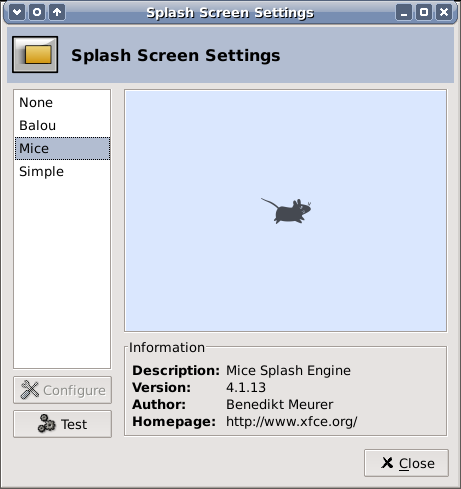 Splash Screen Settings
Splash Screen Settings
None
Balou
Mice
Simple
Configure
Test
Information
Description: Mice Splash Engine
Version: 4.1.13
Author: Benedikt Meurer
Homepage: http://www.xfce.org/
Close